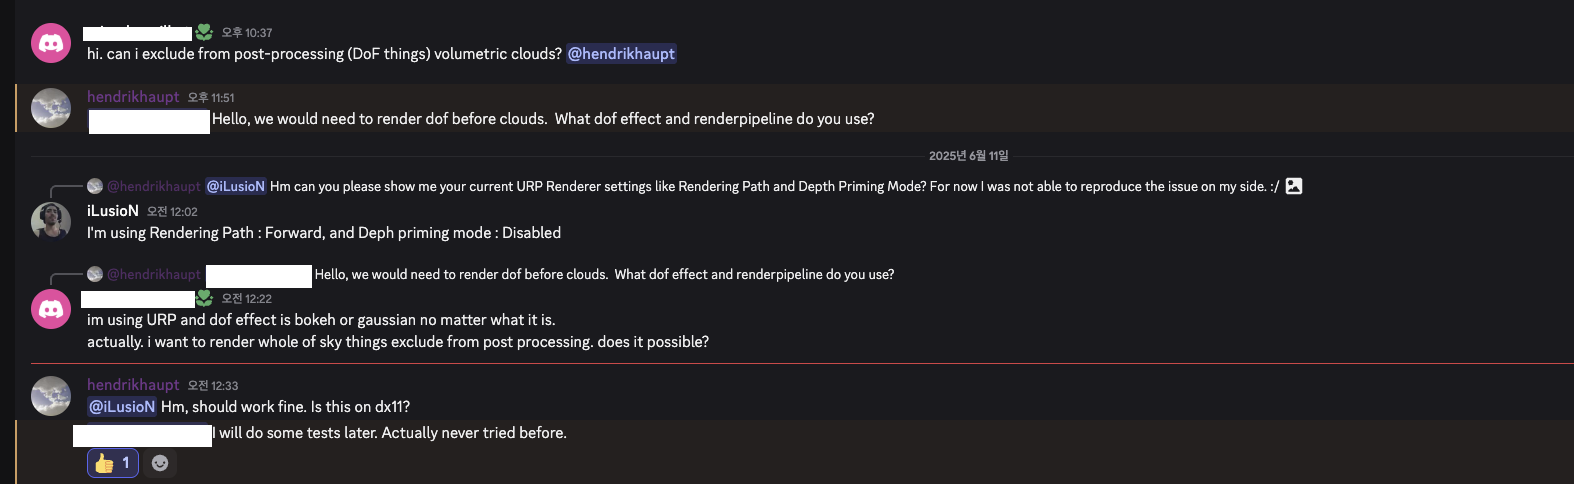 오후 10:37
hi. can i exclude from post-processing (DoF things) volumetric clouds? @hendrikhaupt
hendrikhaupt 오후 11:51
Hello, we would need to render dof before clouds.  What dof effect and renderpipeline do you use?
2025년 6월 11일
@hendrikhaupt @iLusioN Hm can you please show me your current URP Renderer settings like Rendering Path and Depth Priming Mode? For now I was not able to reproduce the issue on my side. :/
iLusioN 오전 12:02
I'm using Rendering Path : Forward, and Deph priming mode : Disabled
@hendrikhaupt Hello, we would need to render dof before clouds.  What dof effect and renderpipeline do you use?
오전 12:22
im using URP and dof effect is bokeh or gaussian no matter what it is.
actually. i want to render whole of sky things exclude from post processing. does it possible?
hendrikhaupt 오전 12:33
@iLusioN Hm, should work fine. Is this on dx11?
I will do some tests later. Actually never tried before.
1